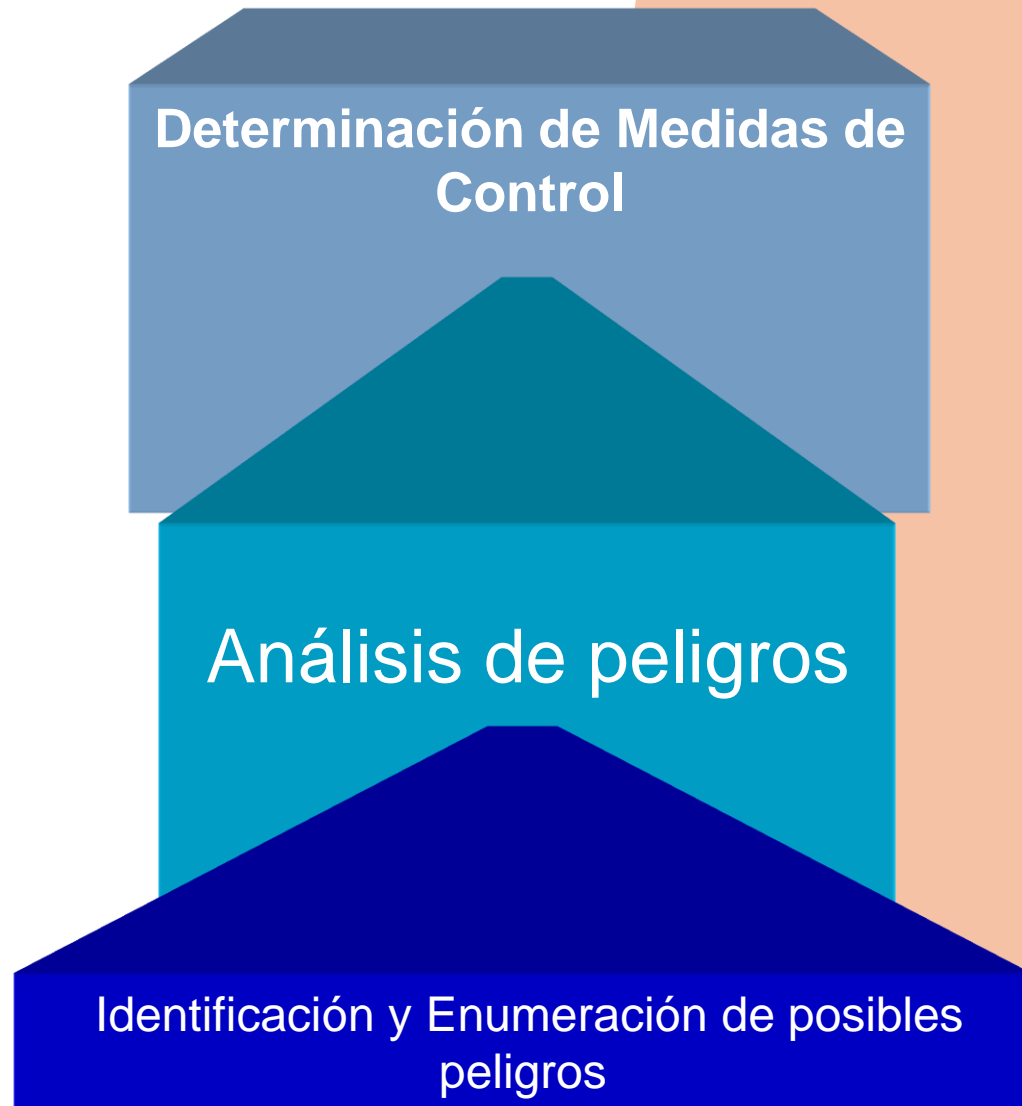 Determinación de Medidas de
Control
Análisis de peligros
Identificación y Enumeración de posibles
peligros